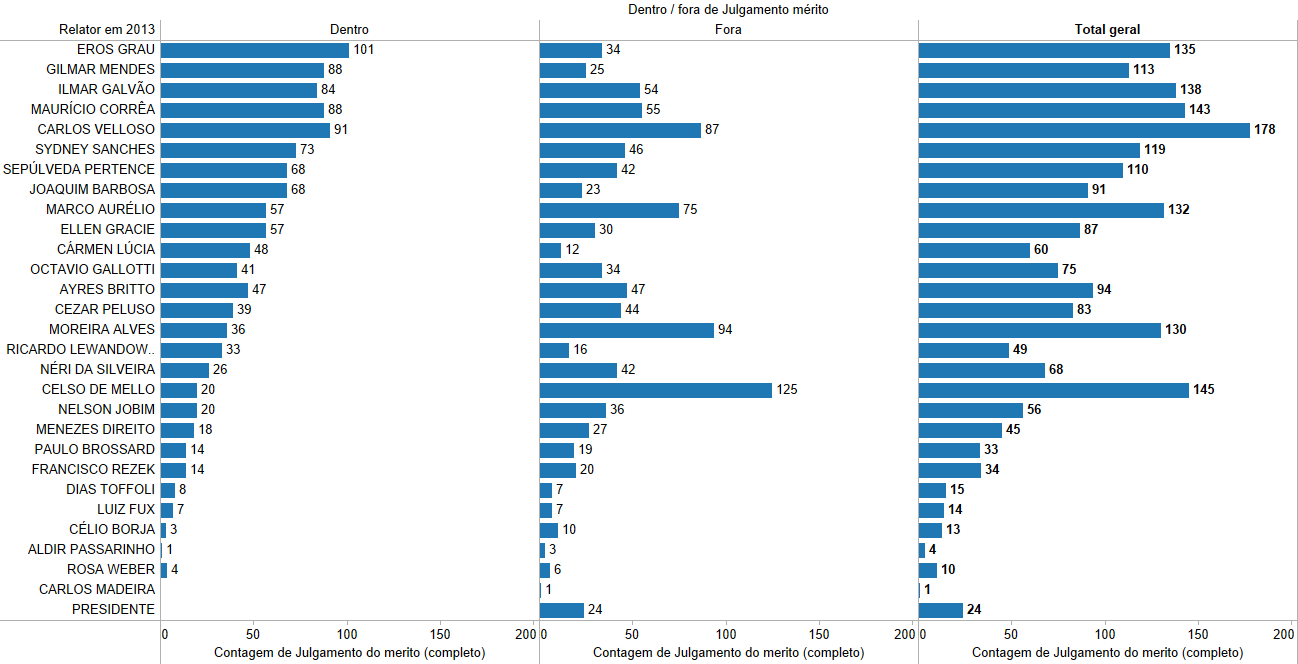 Dentro / fora de Julgamento mérito
Relator em 2013 Dentro Fora Total geral
EROS GRAU 101 34 135
GILMAR MENDES 88 25 113
ILMAR GALVÃO 84 54 138
MAURÍCIO CORRÊA 88 55 143
CARLOS VELLOSO 91 87 178
SYDNEY SANCHES 73 46 119
SEPÚLVEDA PERTENCE 68 42 110
JOAQUIM BARBOSA 68 23 91
MARCO AURÉLIO 57 75 132
ELLEN GRACIE 57 30 87
CÁRMEN LÚCIA 48 12 60
OCTAVIO GALLOTTI 41 34 75
AYRES BRITTO 47 47 94
CEZAR PELUSO 39 44 83
MOREIRA ALVES 36 94 130
RICARDO LEWANDOW.. 33 16 49
NÉRI DA SILVEIRA 26 42 68
CELSO DE MELLO 20 125 145
NELSON JOBIM 20 36 56
MENEZES DIREITO 18 27 45
PAULO BROSSARD 14 19 33
FRANCISCO REZEK 14 20 34
DIAS TOFFOLI 8 7 15
LUIZ FUX 7 7 14
CÉLIO BORJA 3 10 13
ALDIR PASSARINHO 1 3 4
ROSA WEBER 4 6 10
CARLOS MADEIRA 1 1
PRESIDENTE 24 24
0 50 100 150 200 0 50 100 150 200 0 50 100 150 200
Contagem de Julgamento do merito (completo) Contagem de Julgamento do merito (completo) Contagem de Julgamento do merito (completo)